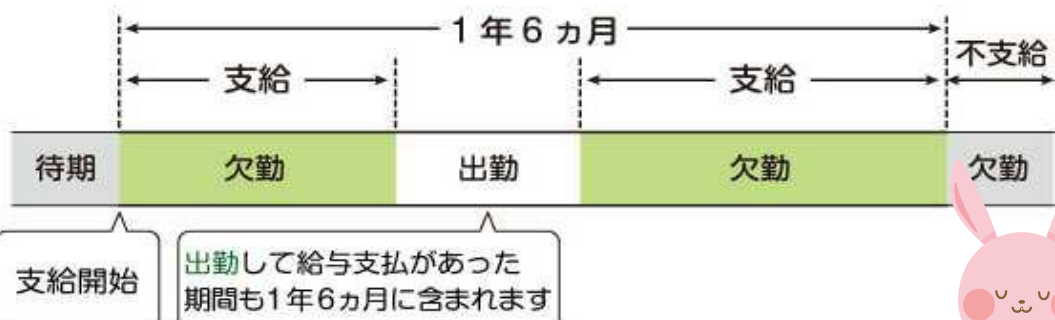 1年6ヵ月
不支給
支給
支給
待期
欠勤
出勤
欠勤
欠勤
支給開始
出勤して給与支払があった
期間も1年6ヵ月に含まれます